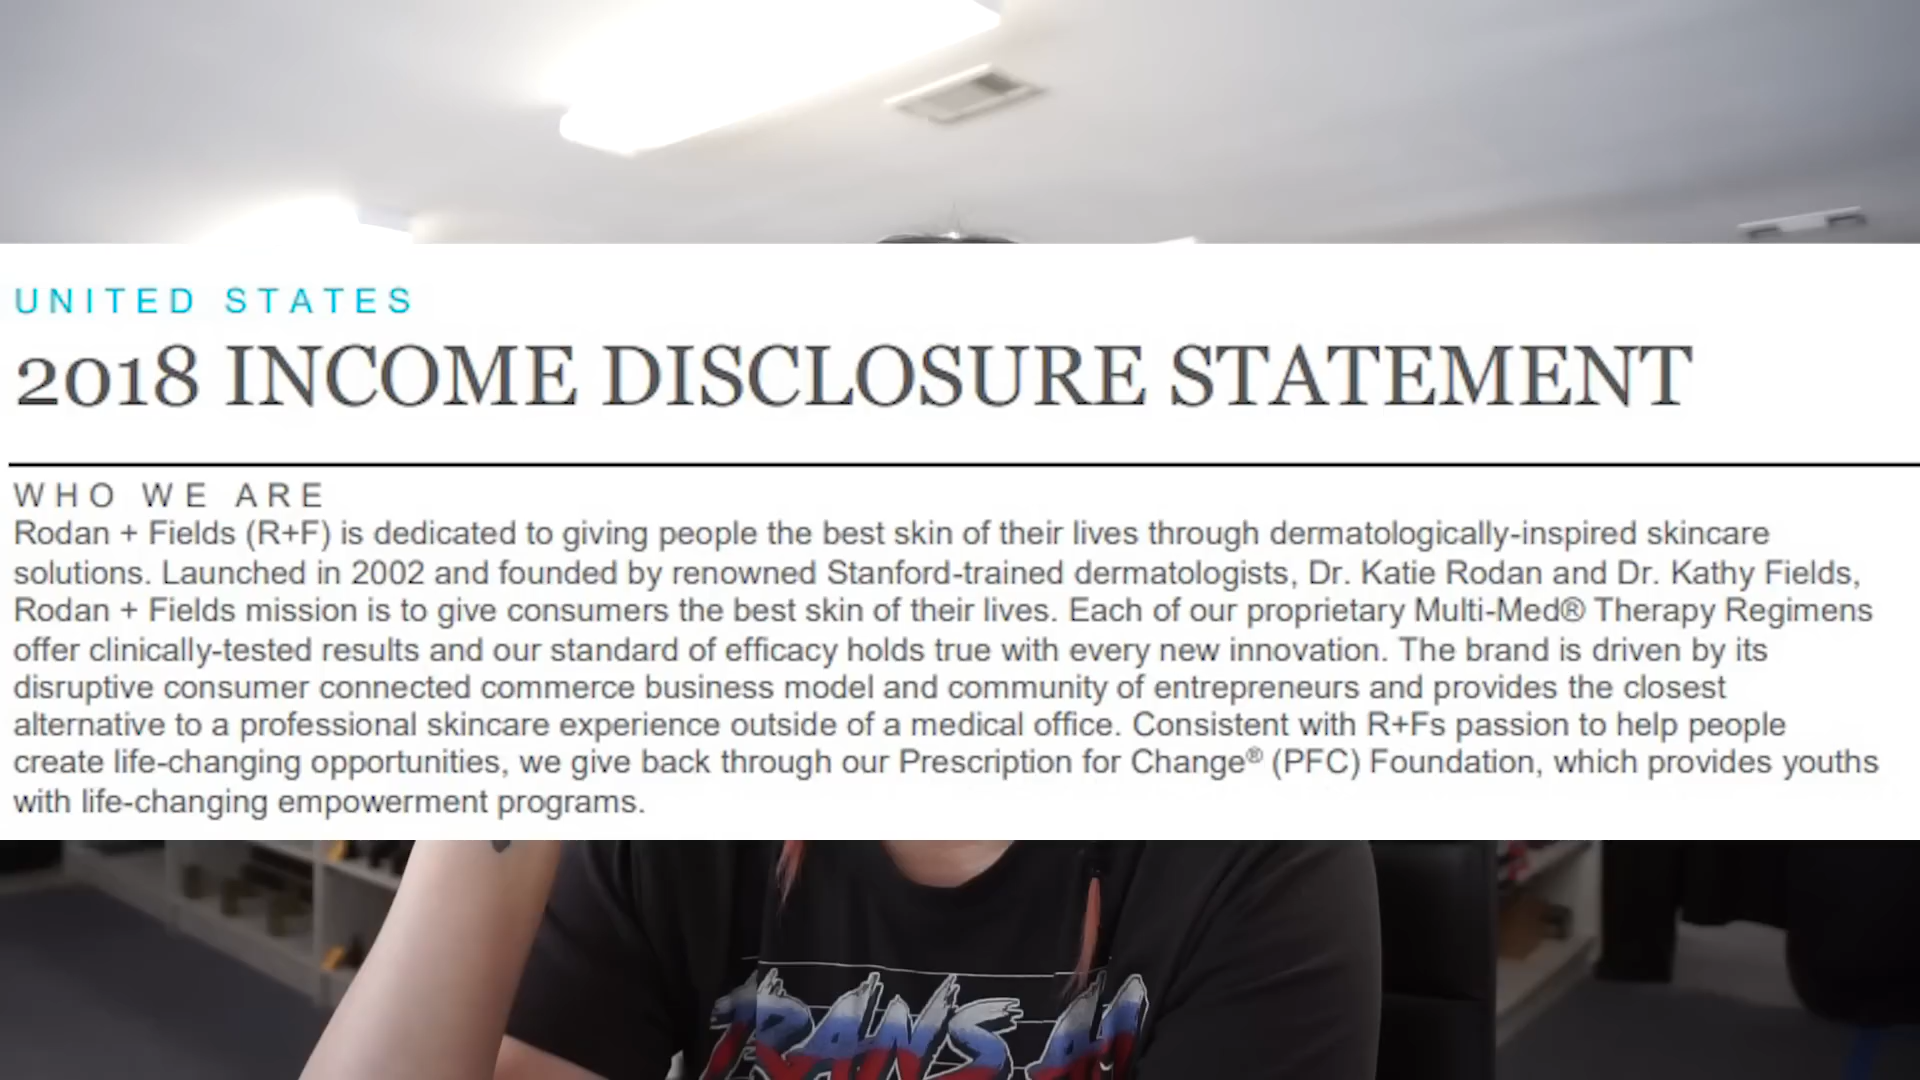 UNITED STATES
2018 INCOME DISCLOSURE STATEMENT
WHO WE ARE
Rodan + Fields (R+F) is dedicated to giving people the best skin of their lives through dermatologically-inspired skincare
solutions. Launched in 2002 and founded by renowned Stanford-trained dermatologists, Dr. Katie Rodan and Dr. Kathy Fields,
Rodan + Fields mission is to give consumers the best skin of their lives. Each of our proprietary Multi-Med® Therapy Regimens
offer clinically-tested results and our standard of efficacy holds true with every new innovation. The brand is driven by its
disruptive consumer connected commerce business model and community of entrepreneurs and provides the closest
alternative to a professional skincare experience outside of a medical office. Consistent with R+Fs passion to help people
create life-changing opportunities, we give back through our Prescription for Change® (PFC) Foundation, which provides youths
with life-changing empowerment programs.
TRANS AM